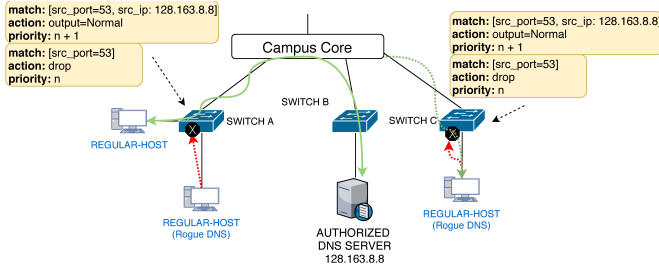 match: [src_port=53, src_ip: 128.163.8.8]
action: output=Normal
priority: n + 1
match: [src_port=53]
action: drop
priority: n
Campus Core
match: [src_port=53, src_ip: 128.163.8.8]
action: output=Normal
priority: n + 1
match: [src_port=53]
action: drop
priority: n
SWITCH A
SWITCH B
SWITCH C
X
X
REGULAR-HOST
REGULAR-HOST
(Rogue DNS)
AUTHORIZED
DNS SERVER
128.163.8.8
REGULAR-HOST
(Rogue DNS)